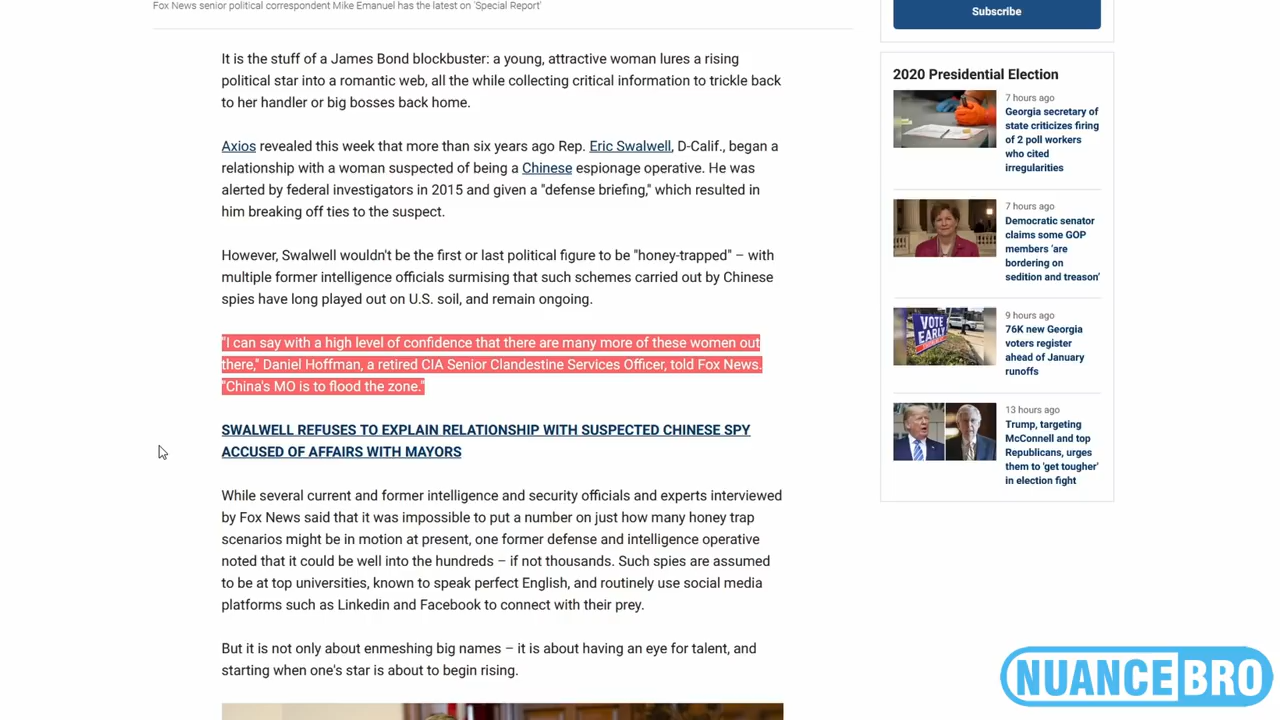 Fox News senior political correspondent Mike Emanuel has the latest on 'Special Report'
It is the stuff of a James Bond blockbuster: a young, attractive woman lures a rising
political star into a romantic web, all the while collecting critical information to trickle back
to her handler or big bosses back home.
Axios revealed this week that more than six years ago Rep. Eric Swalwell, D-Calif., began a
relationship with a woman suspected of being a Chinese espionage operative. He was
alerted by federal investigators in 2015 and given a "defense briefing," which resulted in
him breaking off ties to the suspect.
However, Swalwell wouldn't be the first or last political figure to be "honey-trapped" – with
multiple former intelligence officials surmising that such schemes carried out by Chinese
spies have long played out on U.S. soil, and remain ongoing.
"I can say with a high level of confidence that there are many more of these women out
there," Daniel Hoffman, a retired CIA Senior Clandestine Services Officer, told Fox News.
"China's MO is to flood the zone."
SWALWELL REFUSES TO EXPLAIN RELATIONSHIP WITH SUSPECTED CHINESE SPY
ACCUSED OF AFFAIRS WITH MAYORS
While several current and former intelligence and security officials and experts interviewed
by Fox News said that it was impossible to put a number on just how many honey trap
scenarios might be in motion at present, one former defense and intelligence operative
noted that it could be well into the hundreds – if not thousands. Such spies are assumed
to be at top universities, known to speak perfect English, and routinely use social media
platforms such as Linkedin and Facebook to connect with their prey.
But it is not only about enmeshing big names – it is about having an eye for talent, and
starting when one's star is about to begin rising.
Subscribe
2020 Presidential Election
7 hours ago
Georgia secretary of
state criticizes firing
of 2 poll workers
who cited
irregularities
7 hours ago
Democratic senator
claims some GOP
members 'are
bordering on
sedition and treason'
VOTE
EARLY
9 hours ago
76K new Georgia
voters register
ahead of January
runoffs
13 hours ago
Trump, targeting
McConnell and top
Republicans, urges
them to 'get tougher'
in election fight
NUANCEBRO